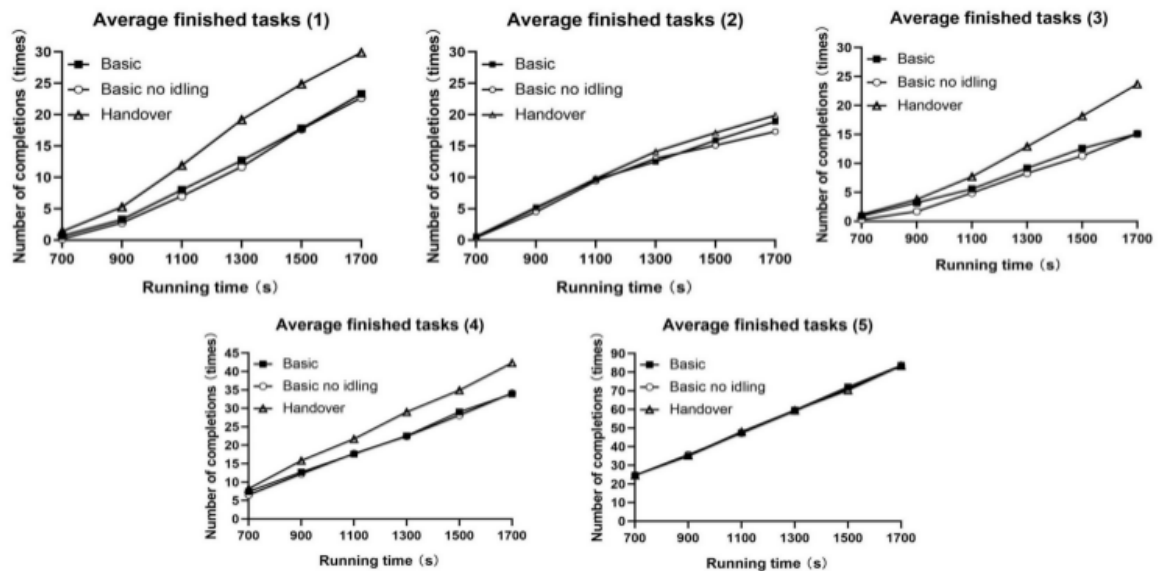 Average finished tasks (1)
Number of completions (times)
30
25
20
15
10
5
0
Basic
Basic no idling
Handover
700 900 1100 1300 1500 1700
Running time (s)
Average finished tasks (2)
Number of completions (times)
30
25
20
15
10
5
0
Basic
Basic no idling
Handover
700 900 1100 1300 1500 1700
Running time (s)
Average finished tasks (3)
Number of completions (times)
30
25
20
15
10
5
0
Basic
Basic no idling
Handover
700 900 1100 1300 1500 1700
Running time (s)
Average finished tasks (4)
Number of completions (times)
45
40
35
30
25
20
15
10
5
0
Basic
Basic no idling
Handover
700 900 1100 1300 1500 1700
Running time (s)
Average finished tasks (5)
Number of completions (times)
90
80
70
60
50
40
30
20
10
0
Basic
Basic no idling
Handover
700 900 1100 1300 1500 1700
Running time (s)